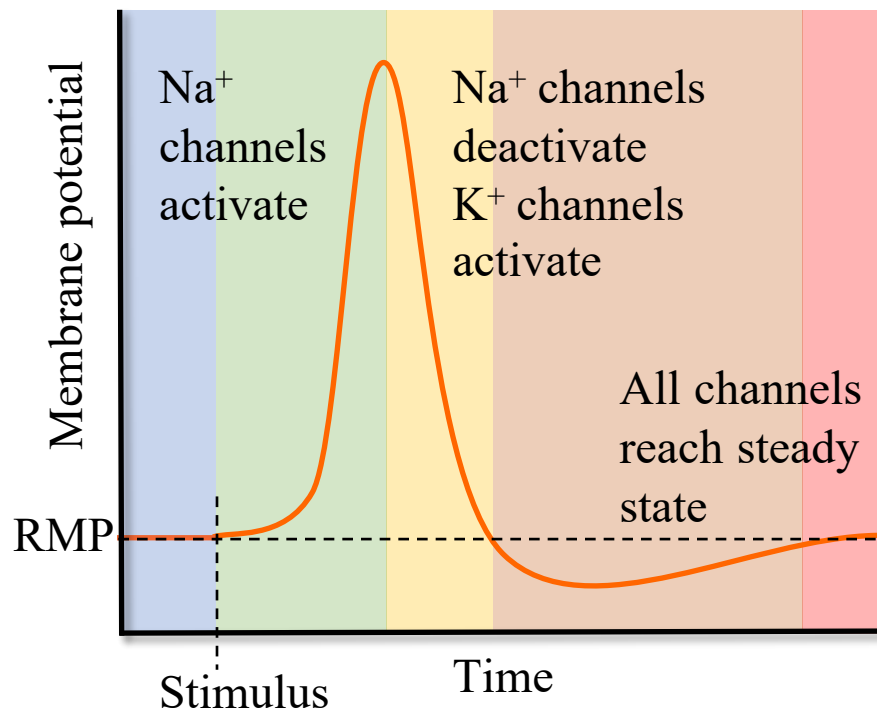 Membrane potential
Na⁺
channels
activate
Na⁺ channels
deactivate
K⁺ channels
activate
All channels
reach steady
state
RMP
Stimulus
Time